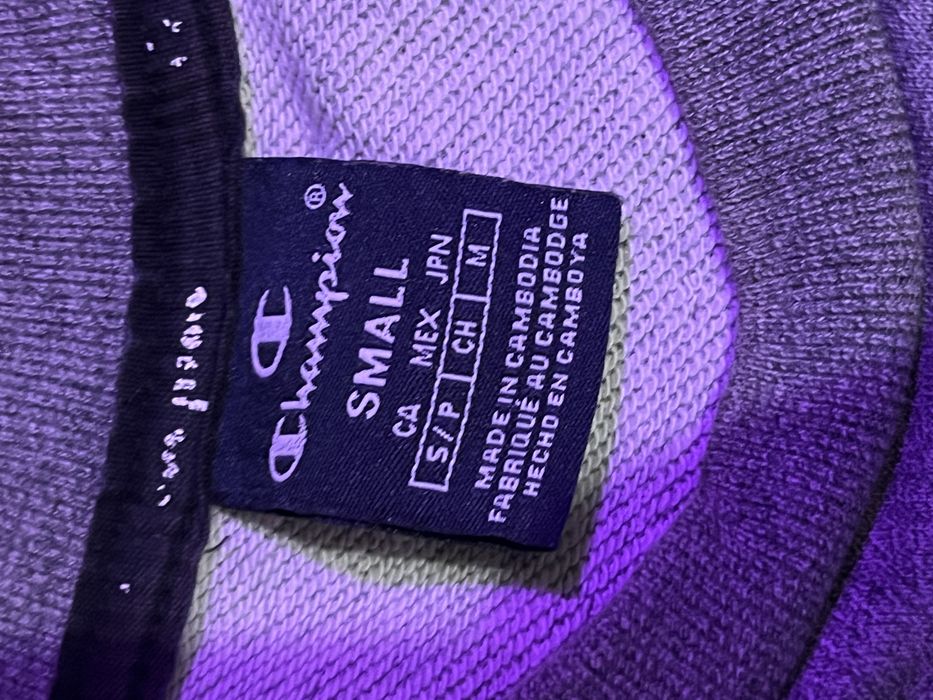 Champion®
SMALL
CA MEX JPN
S/P CH M
MADE IN CAMBODIA
FABRIQUÉ AU CAMBODGE
HECHO EN CAMBOYA